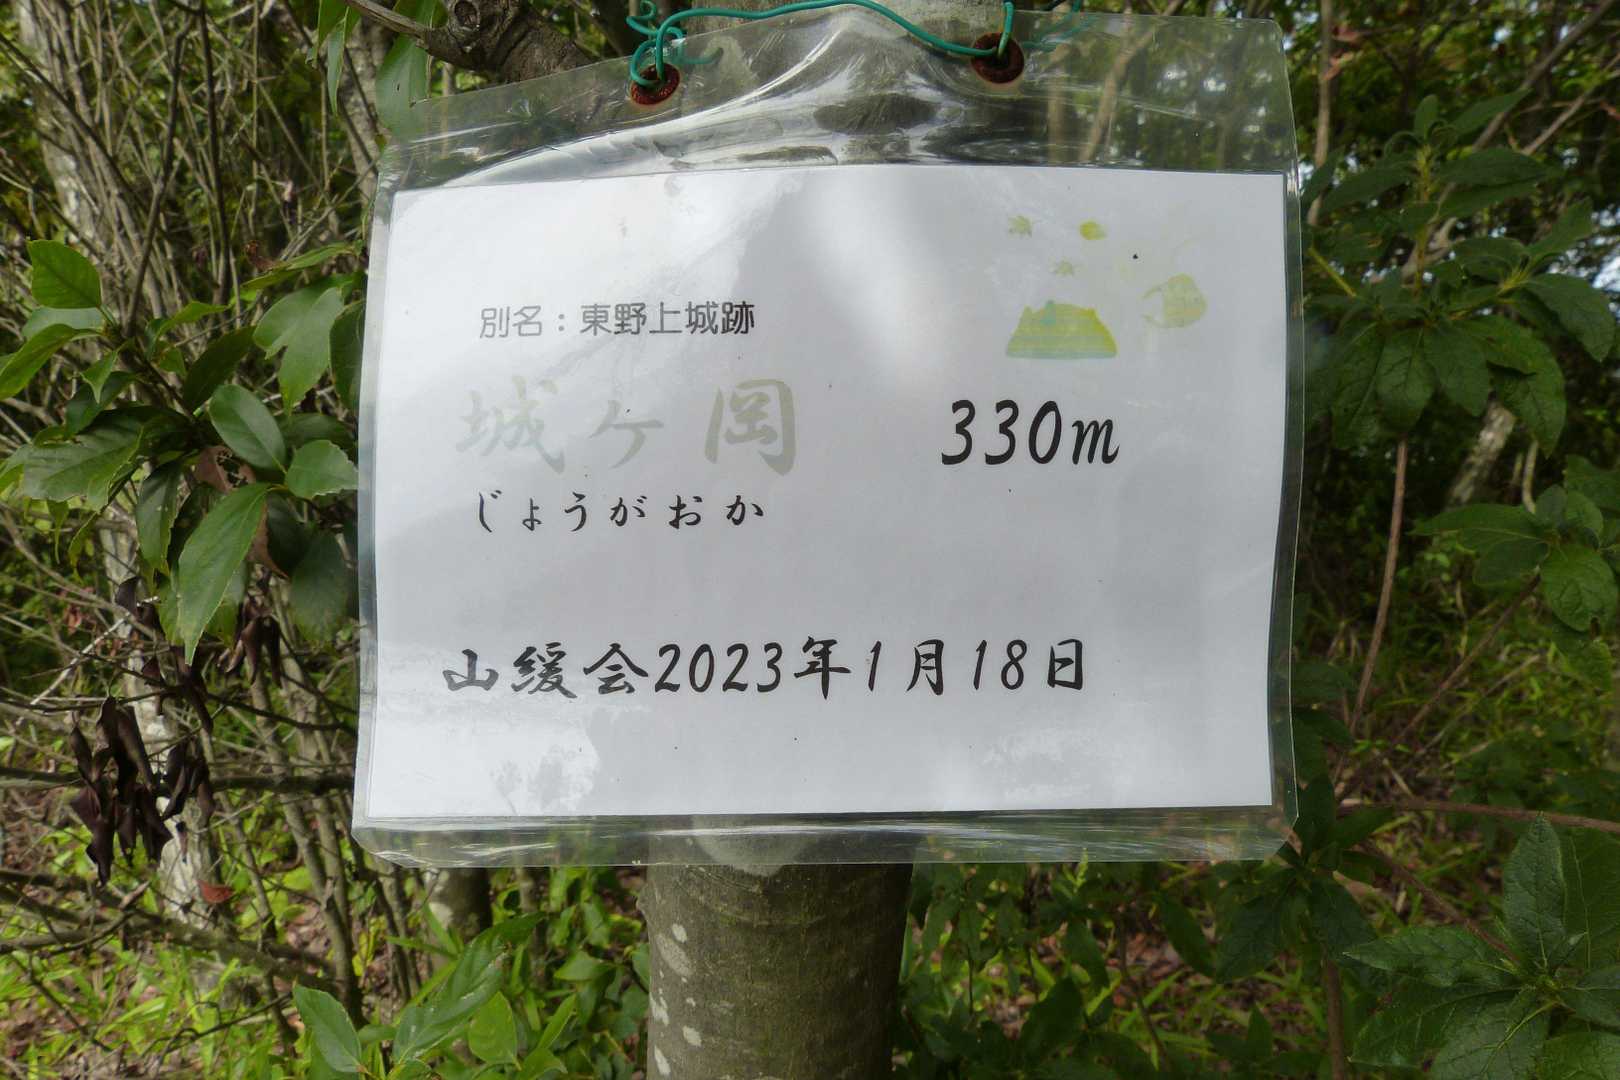 別名：東野上城跡
城ヶ岡 330m
じょうがおか
山緩会2023年1月18日